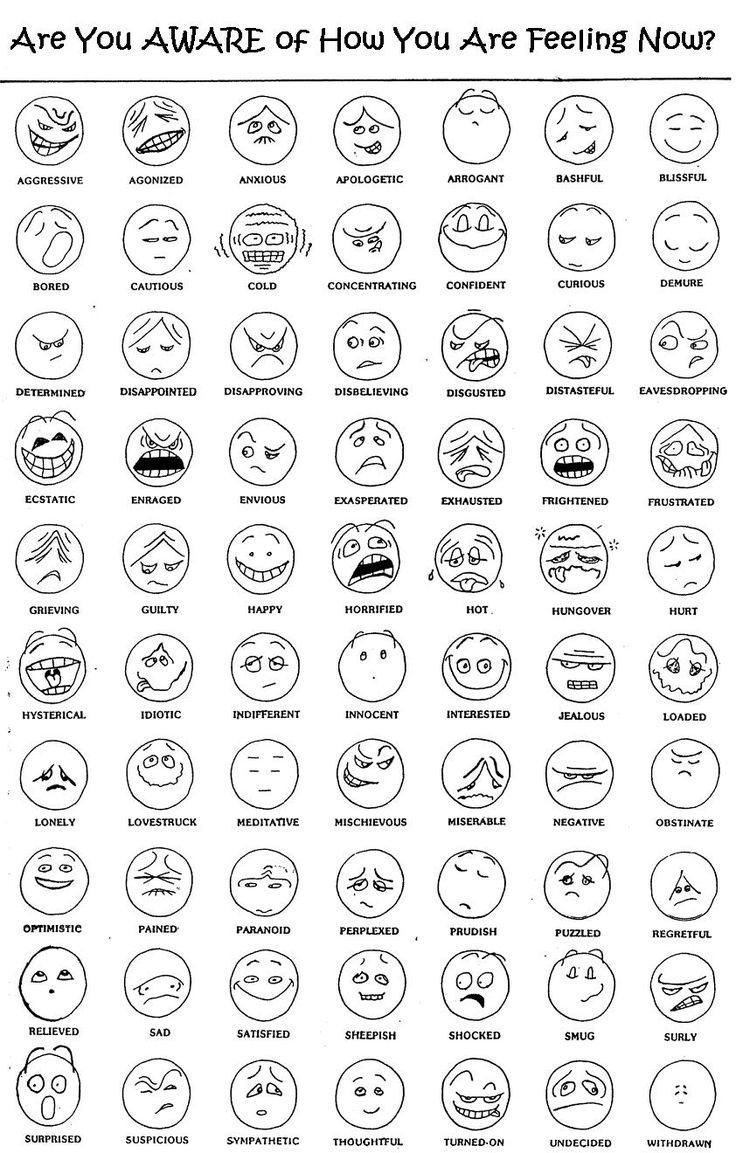 Are You AWARE of How You Are Feeling Now?
AGGRESSIVE AGONIZED ANXIOUS APOLOGETIC ARROGANT BASHFUL BLISSFUL
BORED CAUTIOUS COLD CONCENTRATING CONFIDENT CURIOUS DEMURE
DETERMINED DISAPPOINTED DISAPPROVING DISBELIEVING DISGUSTED DISTASTEFUL EAVESDROPPING
ECSTATIC ENRAGED ENVIOUS EXASPERATED EXHAUSTED FRIGHTENED FRUSTRATED
GRIEVING GUILTY HAPPY HORRIFIED HOT HUNGOVER HURT
HYSTERICAL IDIOTIC INDIFFERENT INNOCENT INTERESTED JEALOUS LOADED
LONELY LOVESTRUCK MEDITATIVE MISCHIEVOUS MISERABLE NEGATIVE OBSTINATE
OPTIMISTIC PAINED PARANOID PERPLEXED PRUDISH PUZZLED REGRETFUL
RELIEVED SAD SATISFIED SHEEPISH SHOCKED SMUG SURLY
SURPRISED SUSPICIOUS SYMPATHETIC THOUGHTFUL TURNED-ON UNDECIDED WITHDRAWN